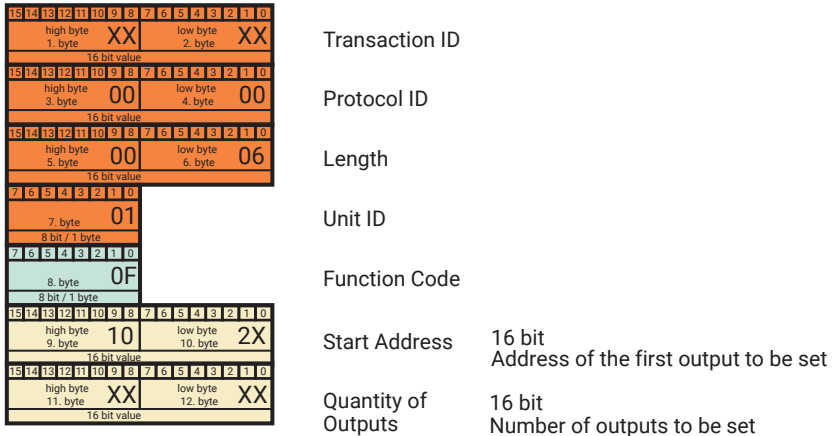 15 14 13 12 11 10 9 8 7 6 5 4 3 2 1 0
high byte
1. byte
XX
low byte
2. byte
XX
16 bit value
Transaction ID
15 14 13 12 11 10 9 8 7 6 5 4 3 2 1 0
high byte
3. byte
00
low byte
4. byte
00
16 bit value
Protocol ID
15 14 13 12 11 10 9 8 7 6 5 4 3 2 1 0
high byte
5. byte
00
low byte
6. byte
06
16 bit value
Length
7 6 5 4 3 2 1 0
7. byte
01
8 bit / 1 byte
Unit ID
7 6 5 4 3 2 1 0
8. byte
0F
8 bit / 1 byte
Function Code
15 14 13 12 11 10 9 8 7 6 5 4 3 2 1 0
high byte
9. byte
10
low byte
10. byte
2X
16 bit value
Start Address
16 bit
Address of the first output to be set
15 14 13 12 11 10 9 8 7 6 5 4 3 2 1 0
high byte
11. byte
XX
low byte
12. byte
XX
16 bit value
Quantity of
Outputs
16 bit
Number of outputs to be set